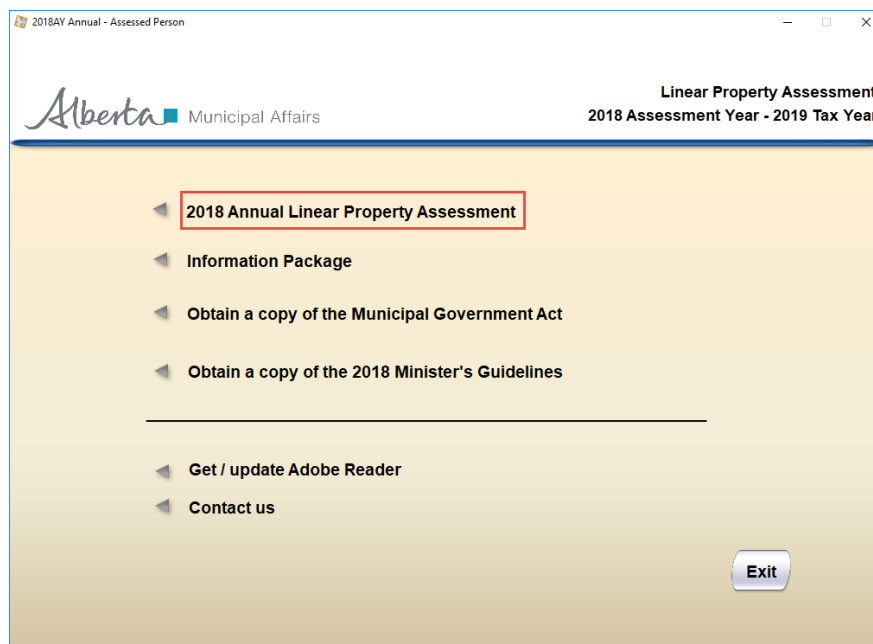 2018AY Annual - Assessed Person
Alberta Municipal Affairs
Linear Property Assessment
2018 Assessment Year - 2019 Tax Year
2018 Annual Linear Property Assessment
Information Package
Obtain a copy of the Municipal Government Act
Obtain a copy of the 2018 Minister's Guidelines
Get / update Adobe Reader
Contact us
Exit